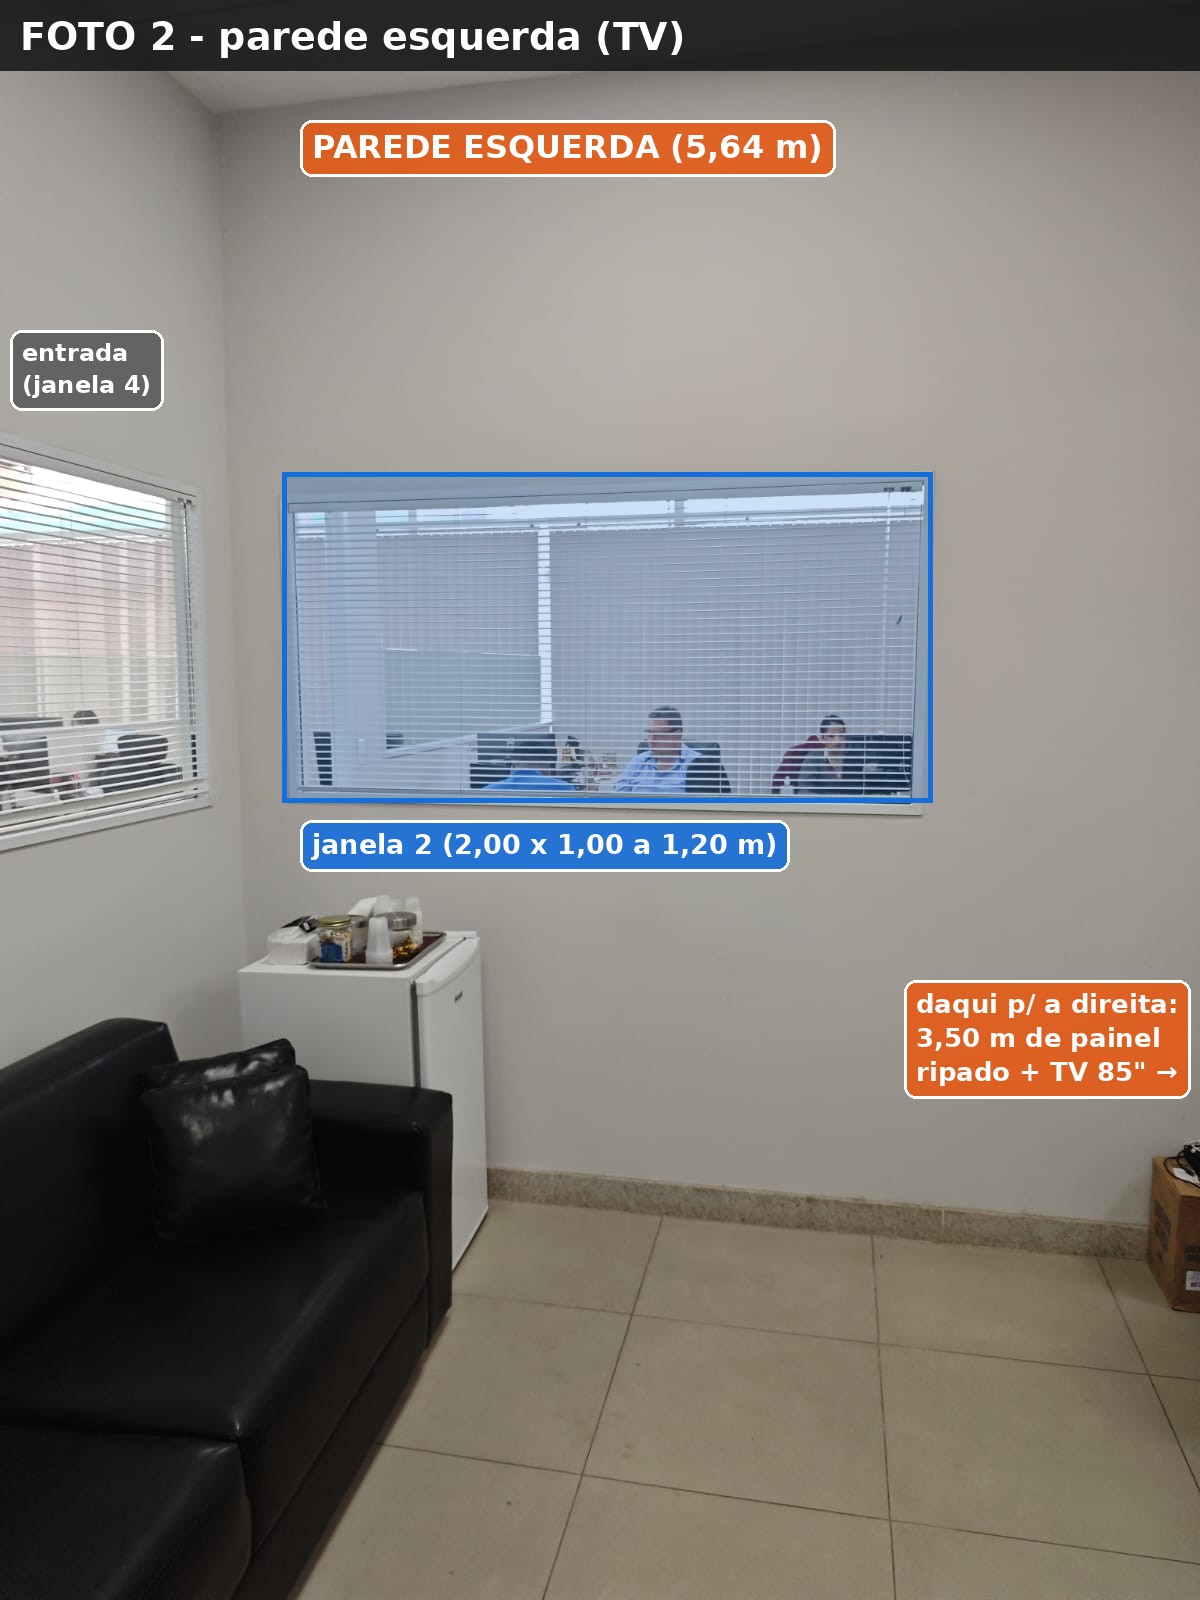 FOTO 2 - parede esquerda (TV)
PAREDE ESQUERDA (5,64 m)
entrada
(janela 4)
janela 2 (2,00 x 1,00 a 1,20 m)
daqui p/ a direita:
3,50 m de painel
ripado + TV 85" →